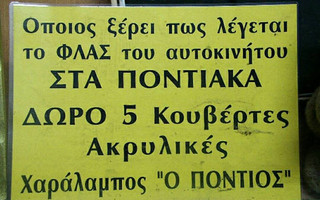 Οποιος ξέρει πως λέγεται
το ΦΛΑΣ του αυτοκινήτου
ΣΤΑ ΠΟΝΤΙΑΚΑ
ΔΩΡΟ 5 Κουβέρτες
Ακρυλικές
Χαράλαμπος "Ο ΠΟΝΤΙΟΣ"